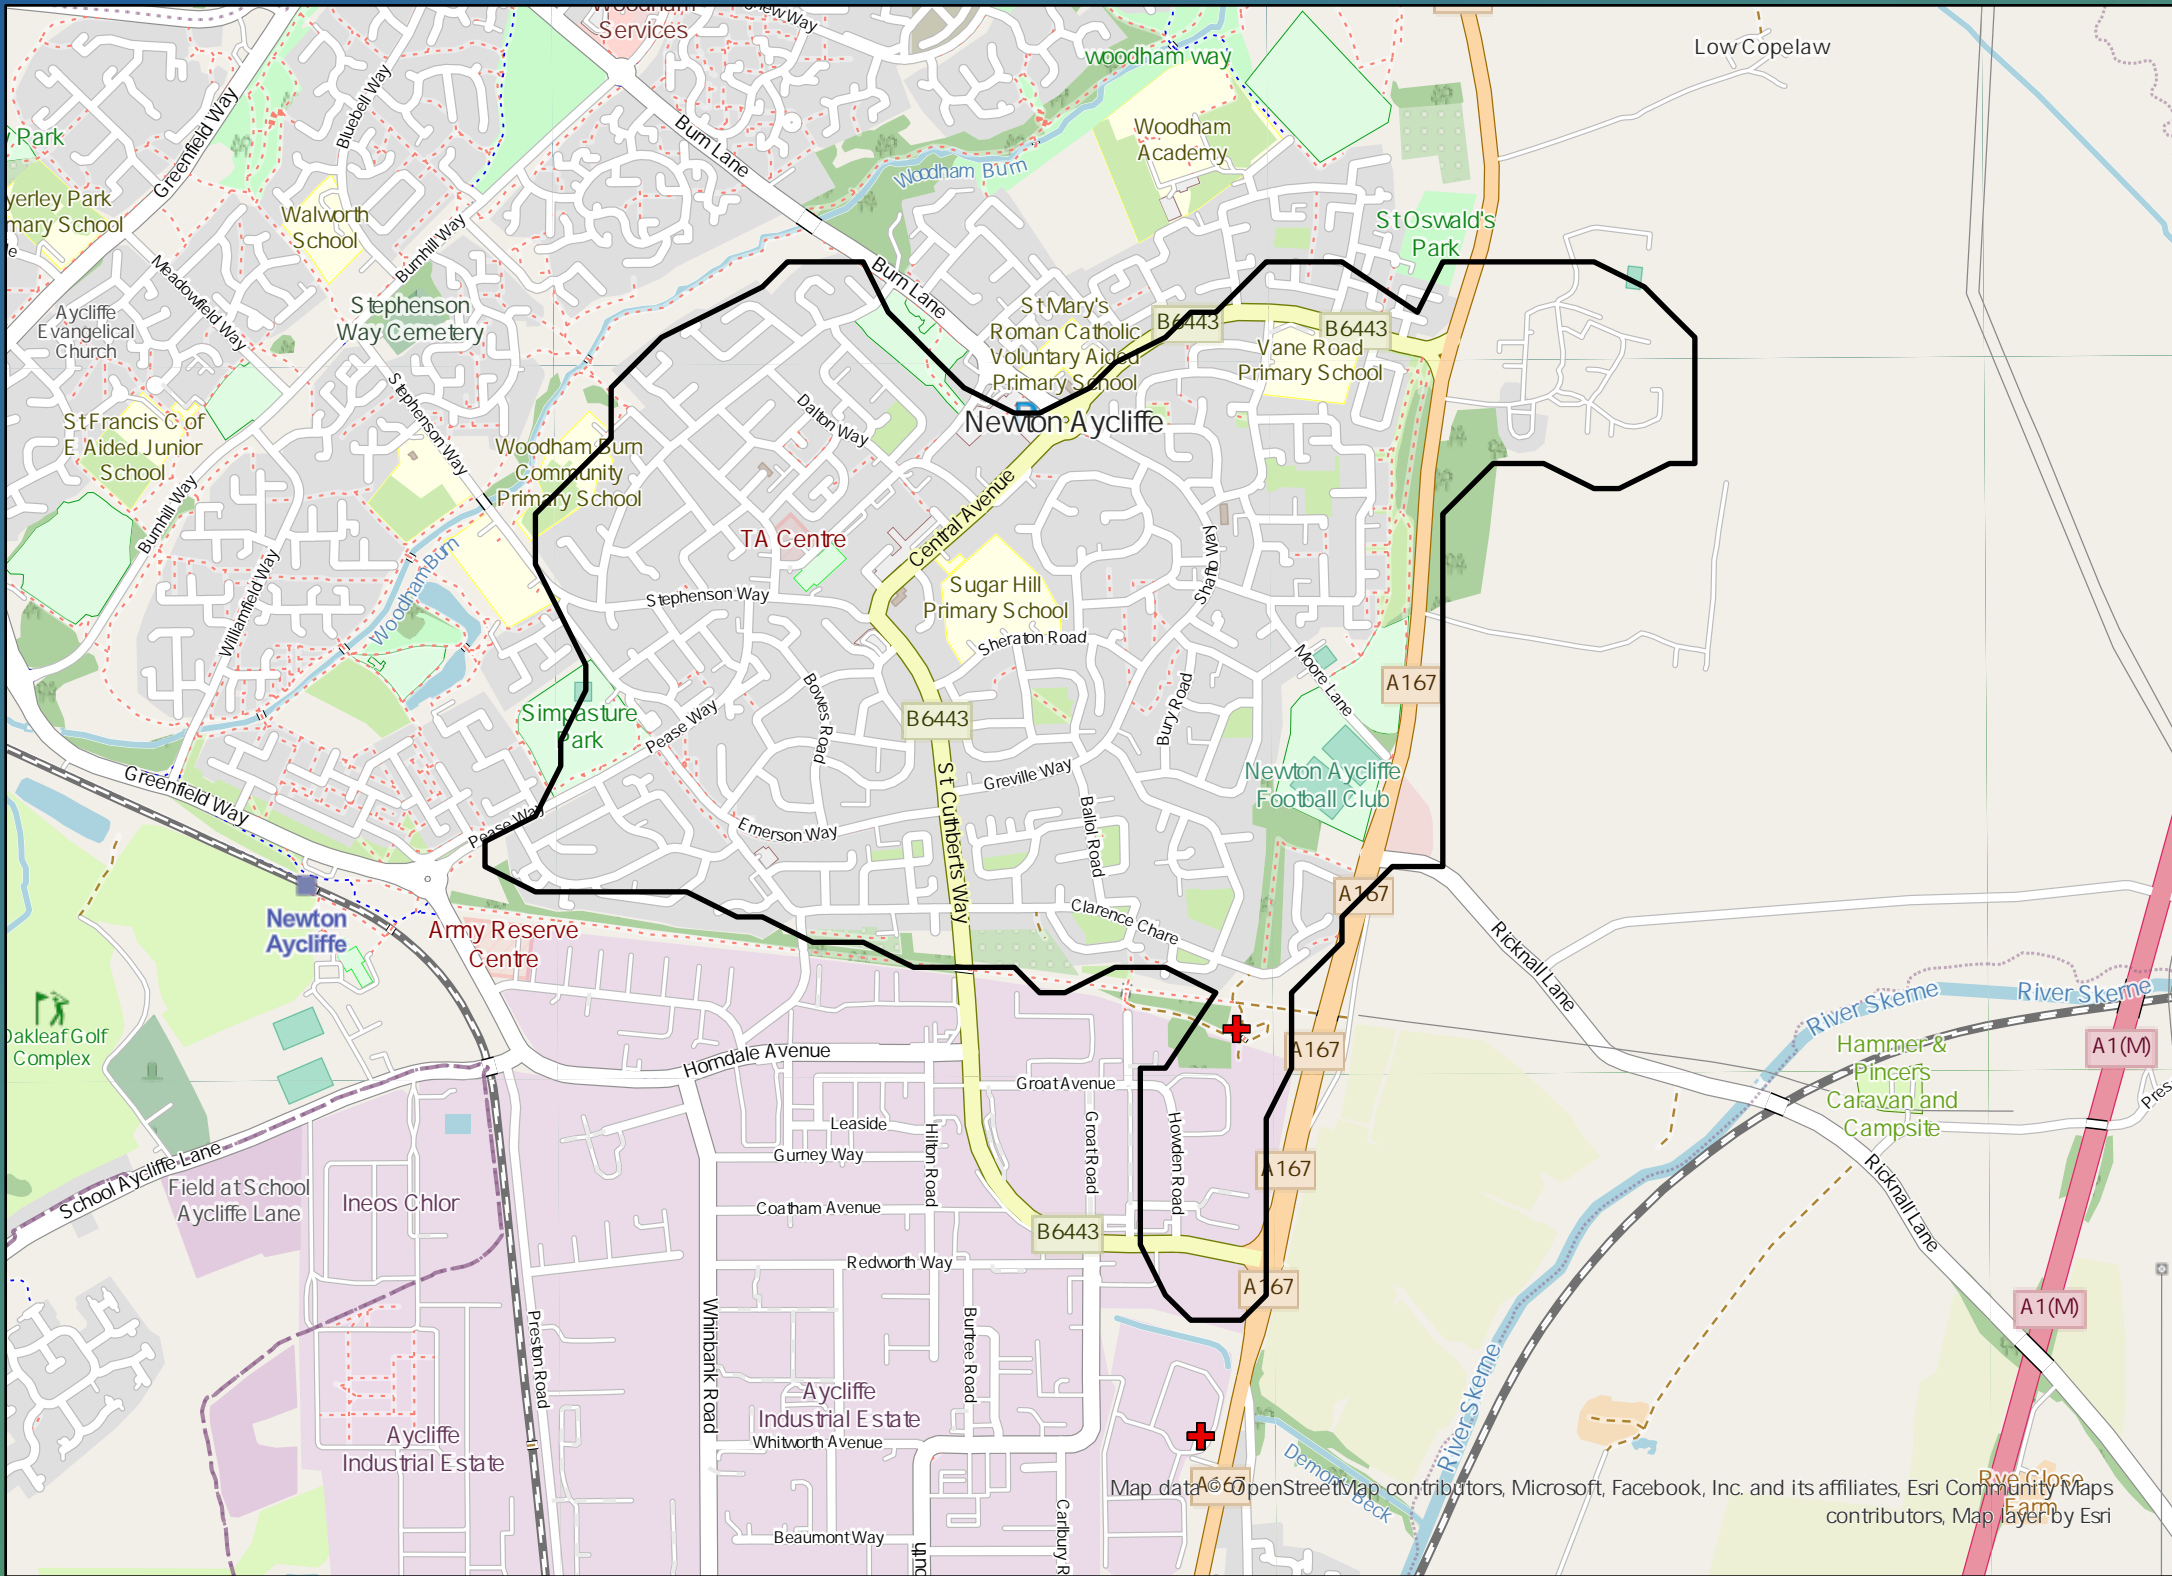 Woodham
Services
Low Copelaw
woodham way
Greenfield Way
Bluebell Way
Burn Lane
Woodham
Academy
Park
Woodham Burn
yerley Park
mary School
Walworth
School
Burnhill Way
St Oswald's
Park
Meadowfield Way
Burn Lane
Stephenson
Way Cemetery
Aycliffe
Evangelical
Church
St Mary's
Roman Catholic
Voluntary Aided
Primary School
B6443
B6443
Vane Road
Primary School
Stephenson Way
Dalton Way
Newton Aycliffe
St Francis C of
E Aided Junior
School
Woodham Burn
Community
Primary School
Burnhill Way
TA Centre
Central Avenue
Shafto Way
Woodham Burn
Williamfield Way
Stephenson Way
Sugar Hill
Primary School
Sheraton Road
Moore Lane
A167
Simpasture
Park
Pease Way
Bowes Road
B6443
Bury Road
Greenfield Way
Pease Way
Emerson Way
St Cuthbert's Way
Greville Way
Baliol Road
Newton Aycliffe
Football Club
A167
Newton
Aycliffe
Army Reserve
Centre
Clarence Chare
Ricknall Lane
River Skerne
River Skerne
Oakleaf Golf
Complex
Horndale Avenue
A167
A1(M)
Hammer &
Pincers
Caravan and
Campsite
Pres
Groat Avenue
Leaside
Hilton Road
Groat Road
Howden Road
Gurney Way
A167
School Aycliffe Lane
Field at School
Aycliffe Lane
Ineos Chlor
Coatham Avenue
Ricknall Lane
B6443
Redworth Way
A167
A1(M)
Preston Road
Whinbank Road
Burtree Road
River Skerne
Aycliffe
Industrial Estate
Aycliffe
Industrial Estate
Whitworth Avenue
Demons Beck
A167
Rye Close
Farm
Map data © OpenStreetMap contributors, Microsoft, Facebook, Inc. and its affiliates, Esri Community Maps
contributors, Map layer by Esri
Beaumont Way
Carlbury R